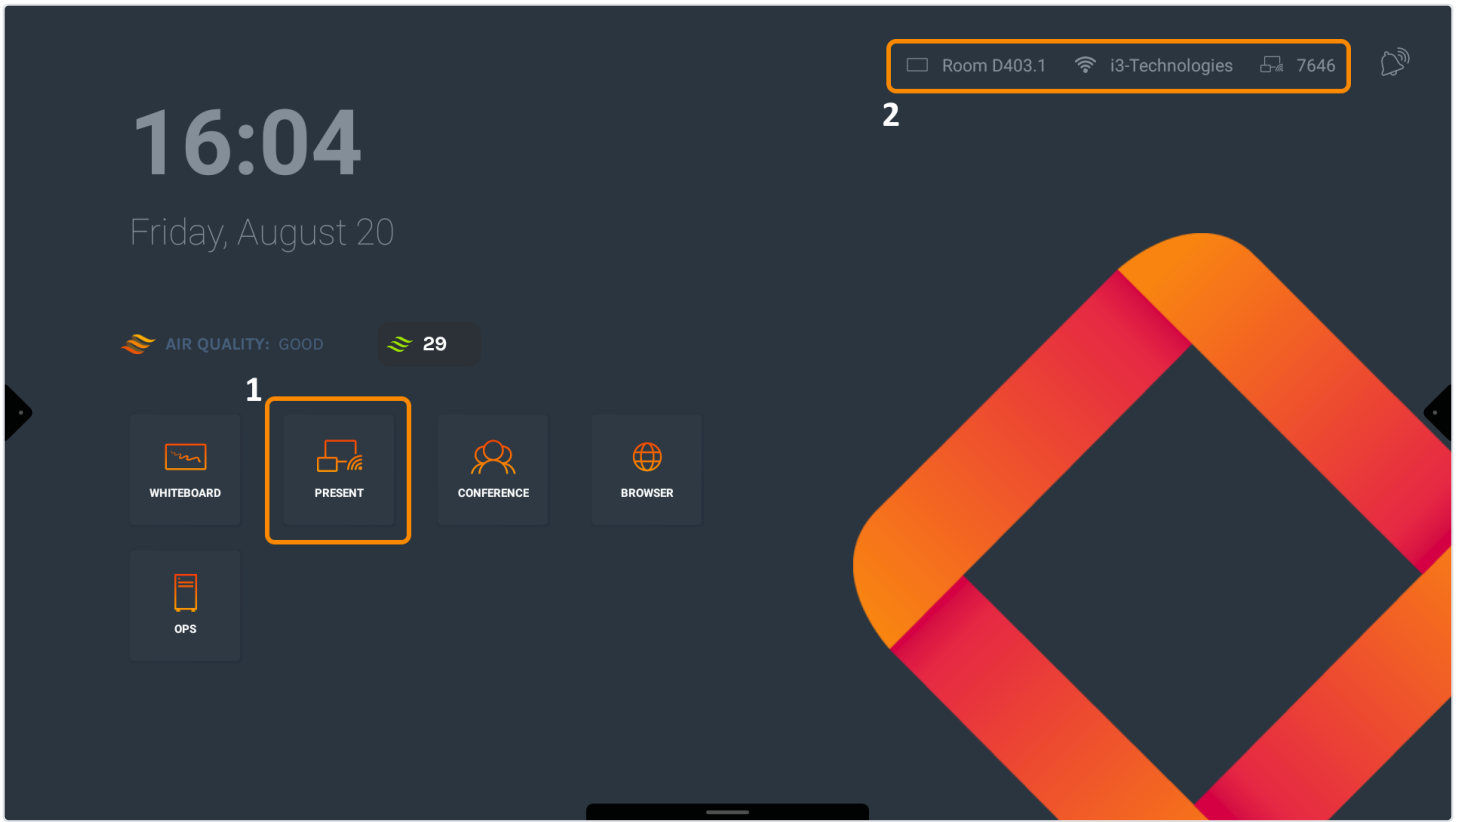 Room D403.1 i3-Technologies 7646
2
16:04
Friday, August 20
AIR QUALITY: GOOD 29
1
WHITEBOARD PRESENT CONFERENCE BROWSER
OPS